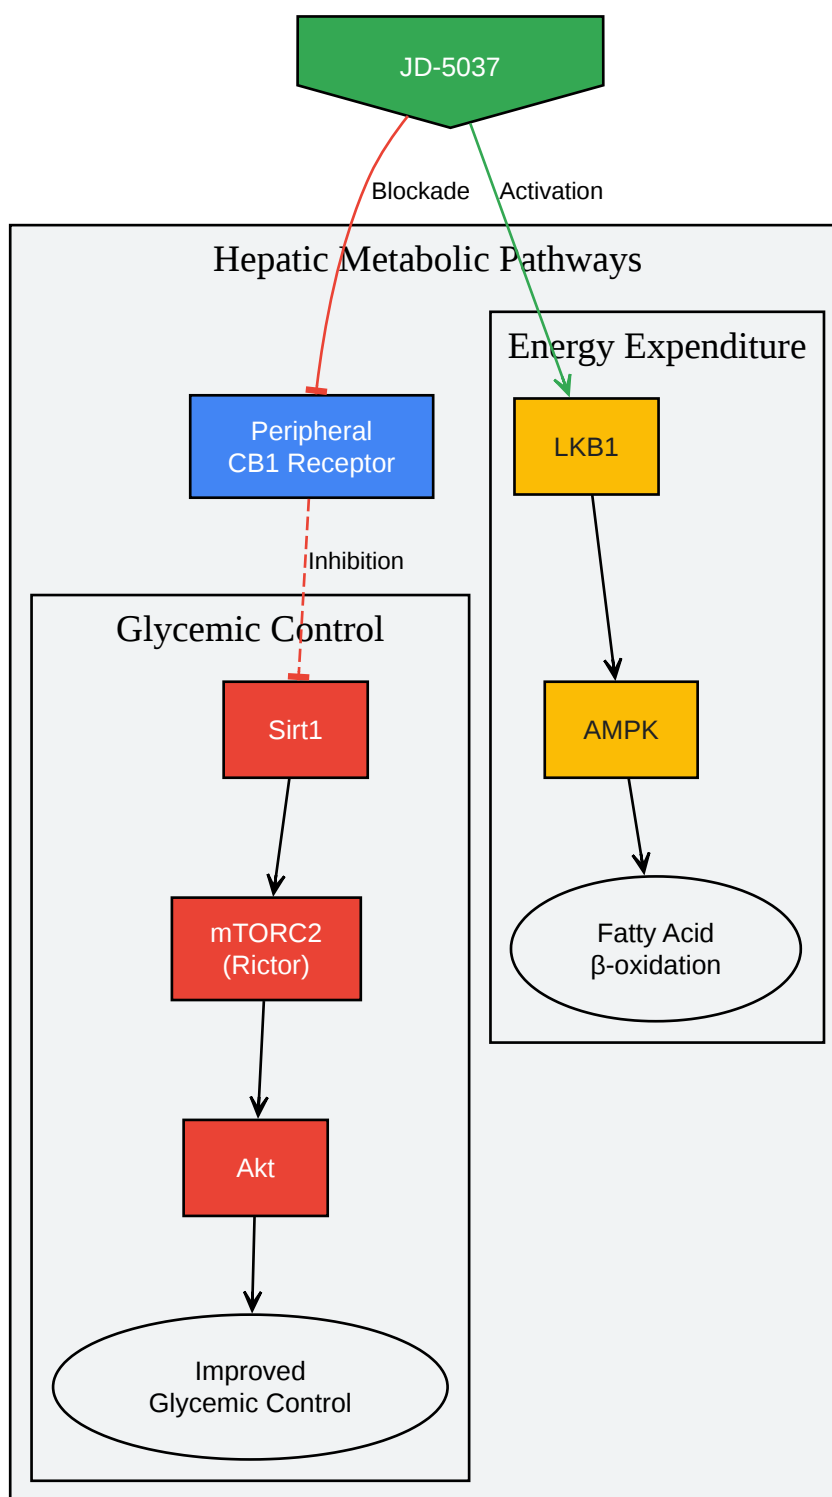 JD-5037
Blockade
Activation
Hepatic Metabolic Pathways
Energy Expenditure
Peripheral
CB1 Receptor
LKB1
Inhibition
Glycemic Control
Sirt1
AMPK
mTORC2
(Rictor)
Fatty Acid
β-oxidation
Akt
Improved
Glycemic Control